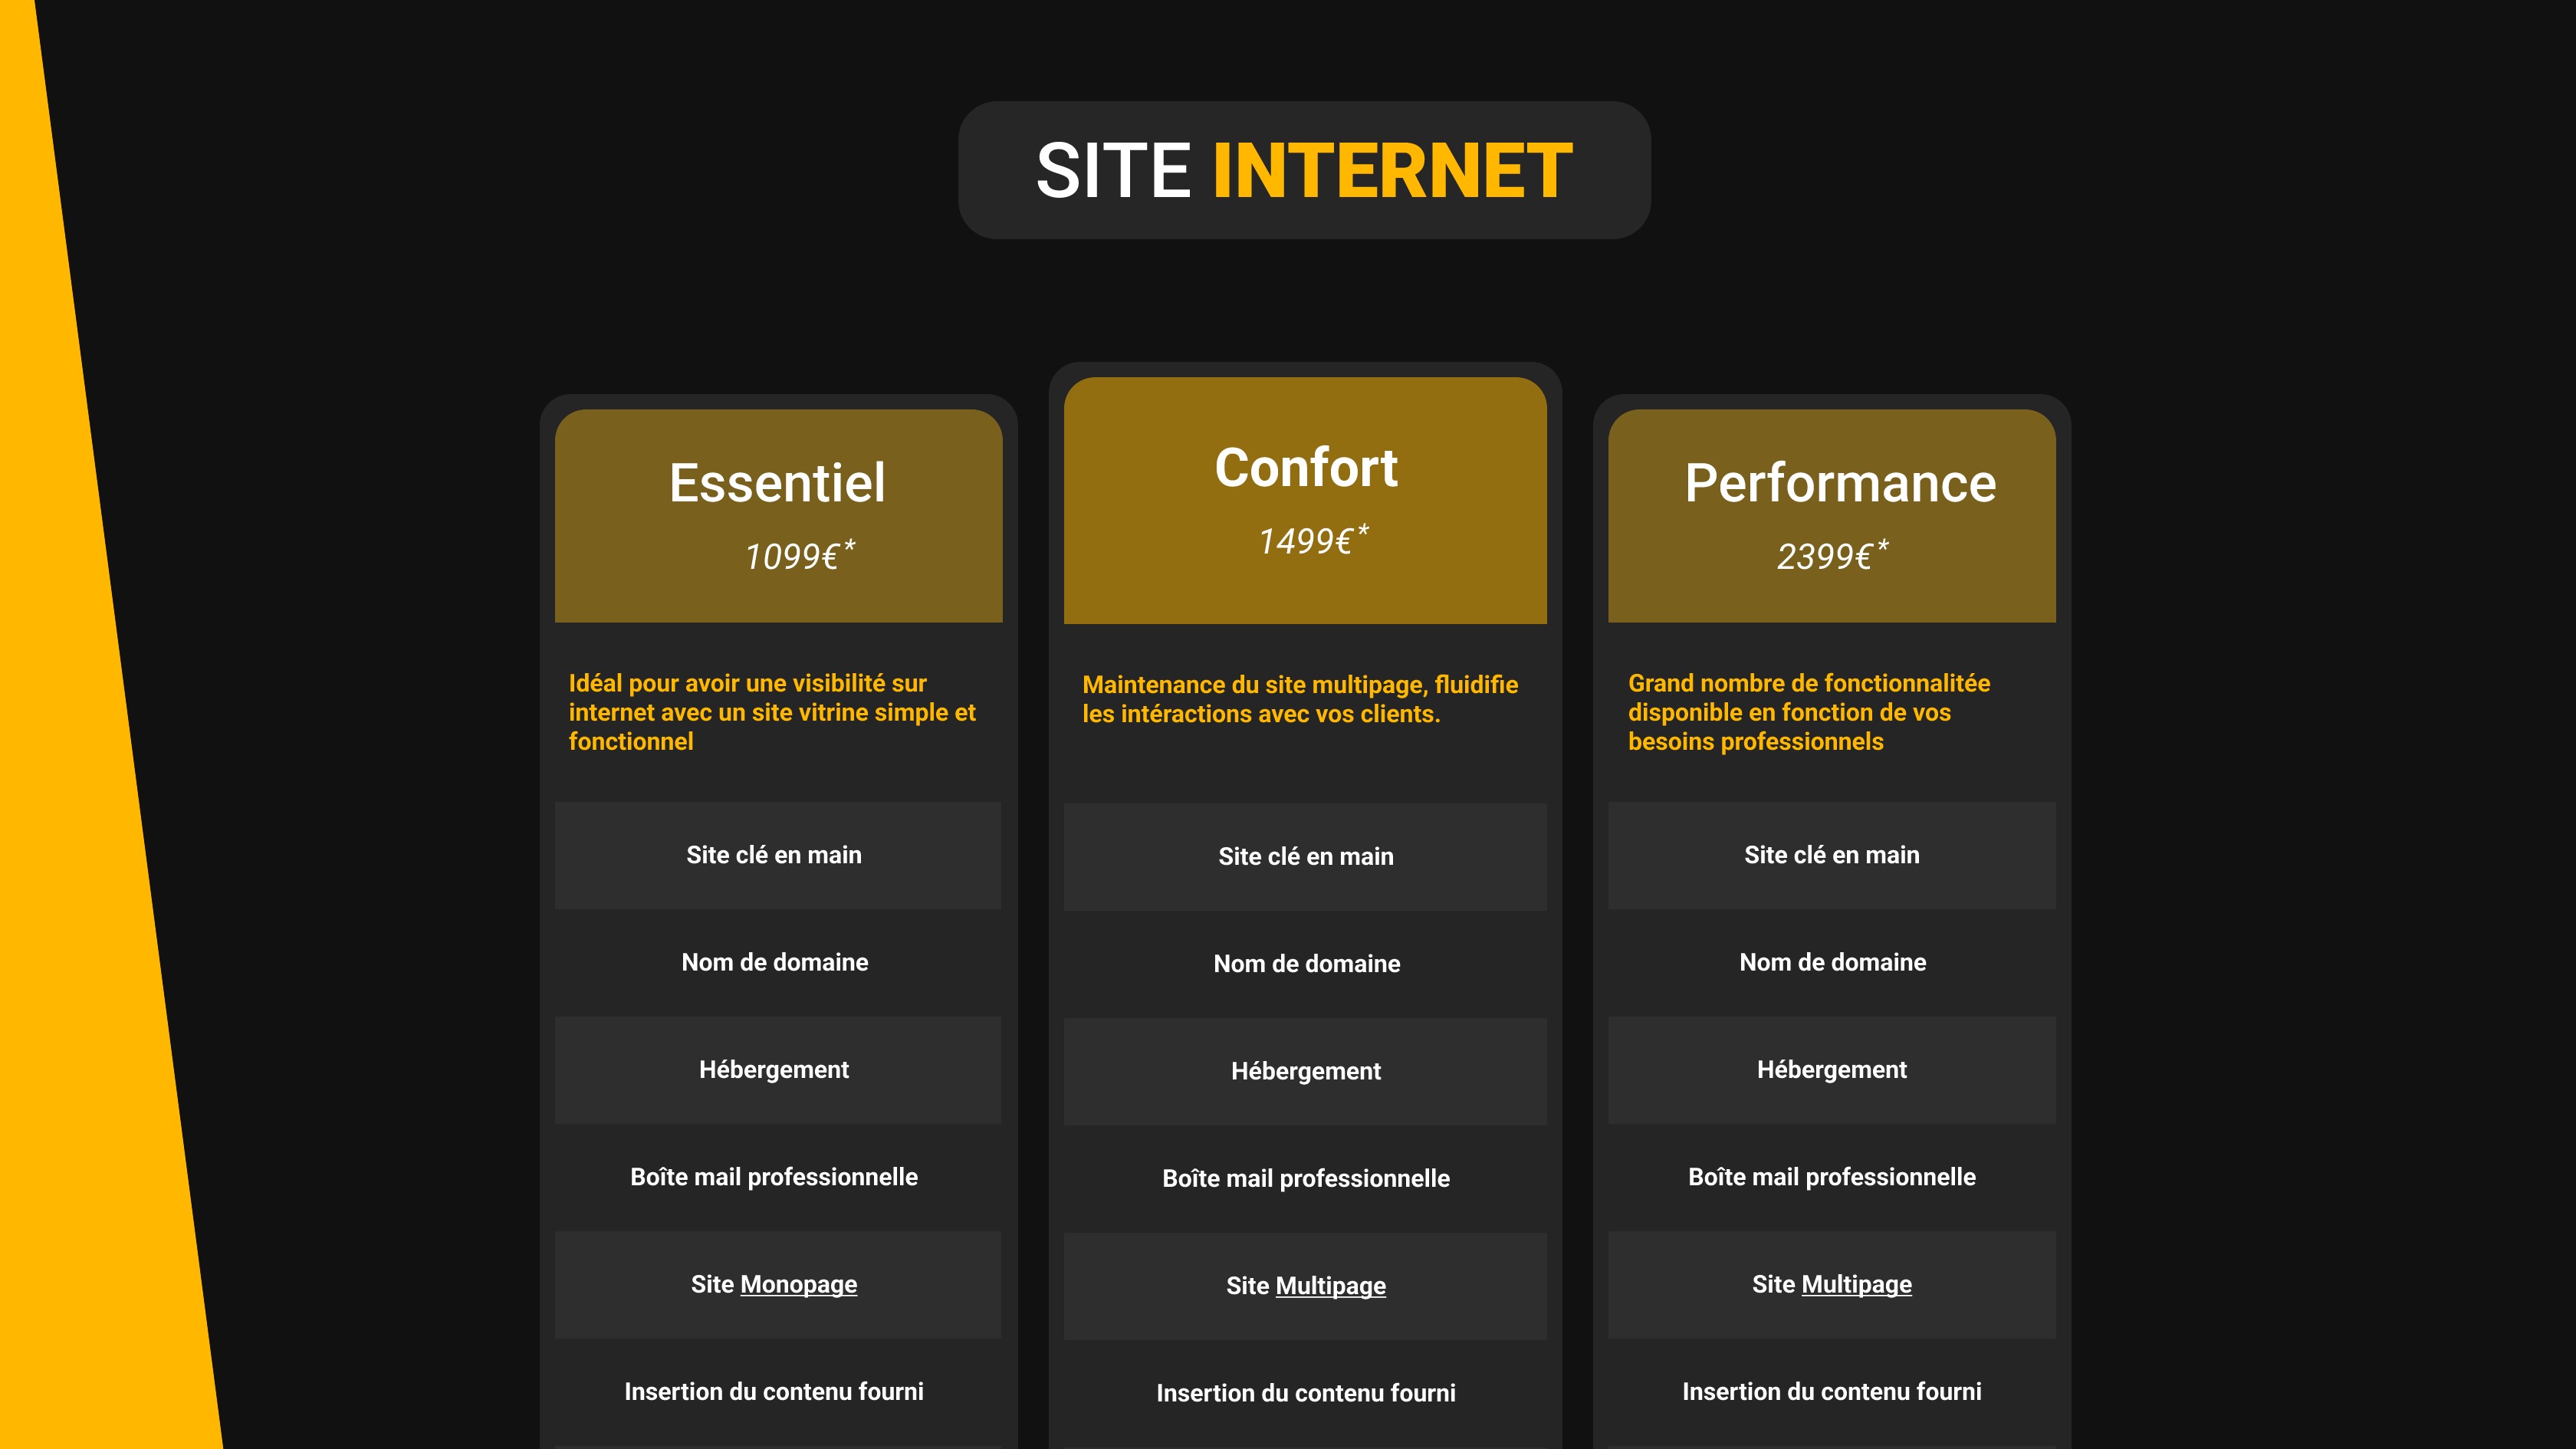 SITE INTERNET
Essentiel
1099€*
Idéal pour avoir une visibilité sur
internet avec un site vitrine simple et
fonctionnel
Site clé en main
Nom de domaine
Hébergement
Boîte mail professionnelle
Site Monopage
Insertion du contenu fourni
Confort
1499€*
Maintenance du site multipage, fluidifie
les intéractions avec vos clients.
Site clé en main
Nom de domaine
Hébergement
Boîte mail professionnelle
Site Multipage
Insertion du contenu fourni
Performance
2399€*
Grand nombre de fonctionnalitée
disponible en fonction de vos
besoins professionnels
Site clé en main
Nom de domaine
Hébergement
Boîte mail professionnelle
Site Multipage
Insertion du contenu fourni